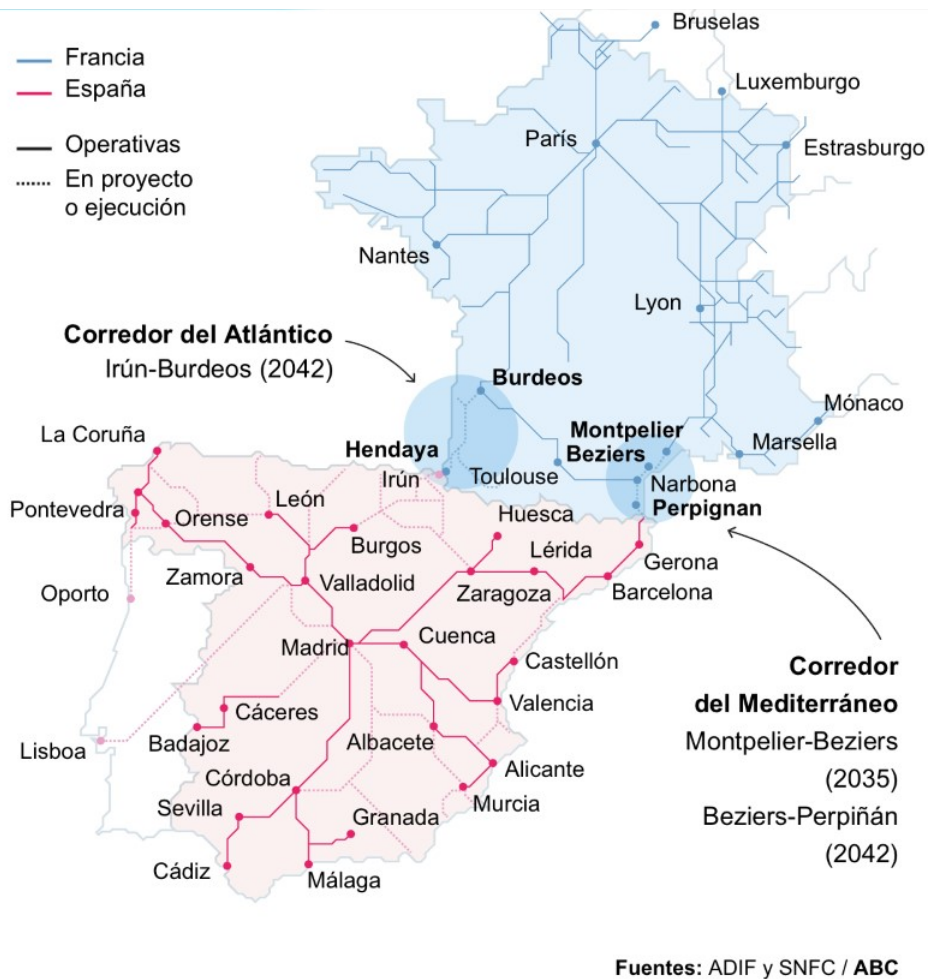 Francia
España
Operativas
En proyecto
o ejecución
Bruselas
Luxemburgo
París
Estrasburgo
Nantes
Lyon
Corredor del Atlántico
Irún-Burdeos (2042)
Burdeos
Mónaco
La Coruña
Montpelier
Hendaya
Beziers
Marsella
Irún
Toulouse
Narbona
León
Pontevedra
Huesca
Perpignan
Orense
Burgos
Lérida
Gerona
Zamora
Valladolid
Oporto
Zaragoza
Barcelona
Madrid
Cuenca
Castellón
Corredor
del Mediterráneo
Montpelier-Beziers
(2035)
Beziers-Perpiñán
(2042)
Valencia
Cáceres
Lisboa
Badajoz
Albacete
Alicante
Córdoba
Sevilla
Murcia
Granada
Cádiz
Málaga
Fuentes: ADIF y SNFC / ABC